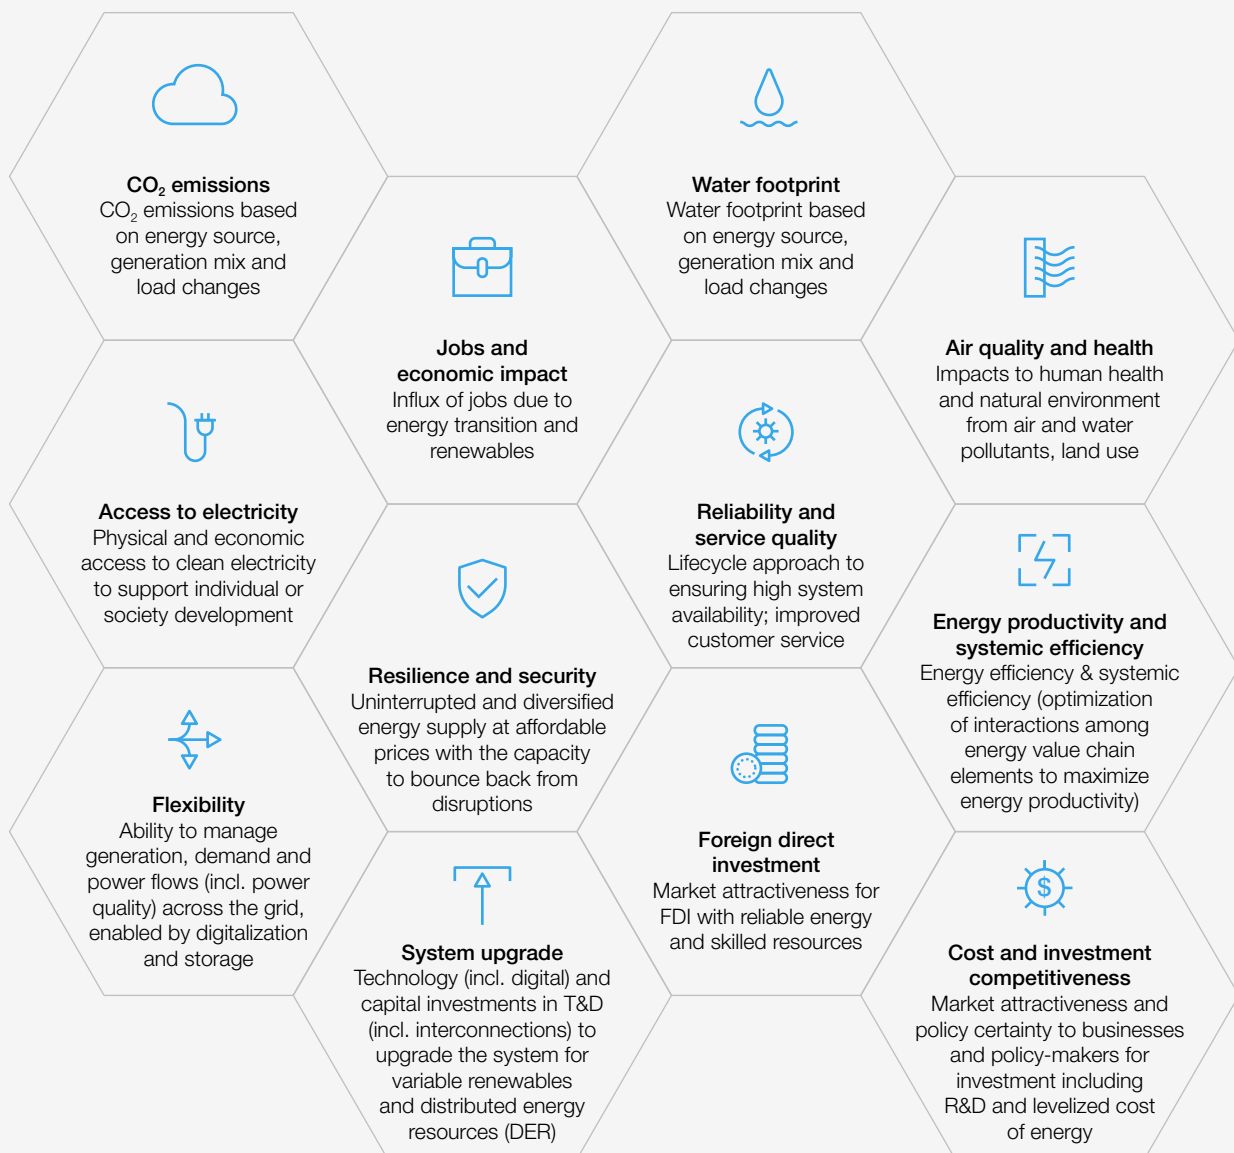 CO₂ emissions
CO₂ emissions based
on energy source,
generation mix and
load changes
Water footprint
Water footprint based
on energy source,
generation mix and
load changes
Jobs and
economic impact
Influx of jobs due to
energy transition and
renewables
Air quality and health
Impacts to human health
and natural environment
from air and water
pollutants, land use
Access to electricity
Physical and economic
access to clean electricity
to support individual or
society development
Reliability and
service quality
Lifecycle approach to
ensuring high system
availability; improved
customer service
Resilience and security
Uninterrupted and diversified
energy supply at affordable
prices with the capacity
to bounce back from
disruptions
Energy productivity and
systemic efficiency
Energy efficiency & systemic
efficiency (optimization
of interactions among
energy value chain
elements to maximize
energy productivity)
Flexibility
Ability to manage
generation, demand and
power flows (incl. power
quality) across the grid,
enabled by digitalization
and storage
Foreign direct
investment
Market attractiveness for
FDI with reliable energy
and skilled resources
System upgrade
Technology (incl. digital) and
capital investments in T&D
(incl. interconnections) to
upgrade the system for
variable renewables
and distributed energy
resources (DER)
$
Cost and investment
competitiveness
Market attractiveness and
policy certainty to businesses
and policy-makers for
investment including
R&D and levelized cost
of energy